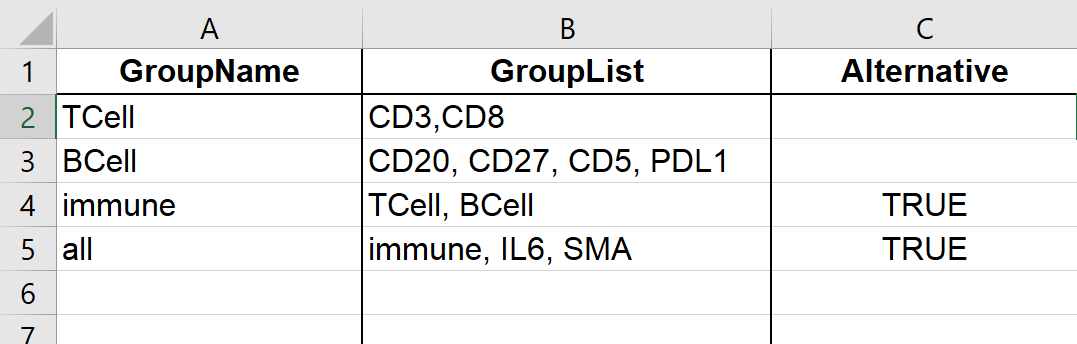 A B C
1 GroupName GroupList Alternative
2 TCell CD3,CD8
3 BCell CD20, CD27, CD5, PDL1
4 immune TCell, BCell TRUE
5 all immune, IL6, SMA TRUE
6
7